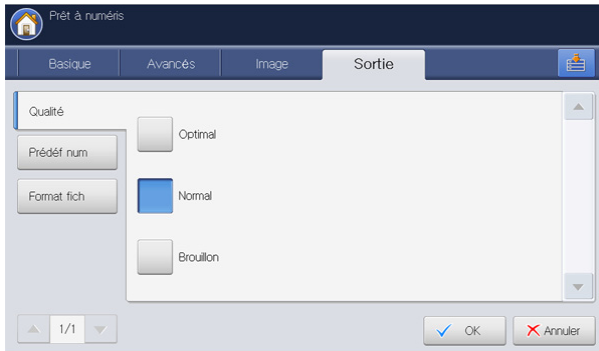 Prêt à numéris
Basique Avancés Image Sortie
Qualité
Optimal
Prédéf num
Normal
Format fich
Brouillon
1/1
OK Annuler